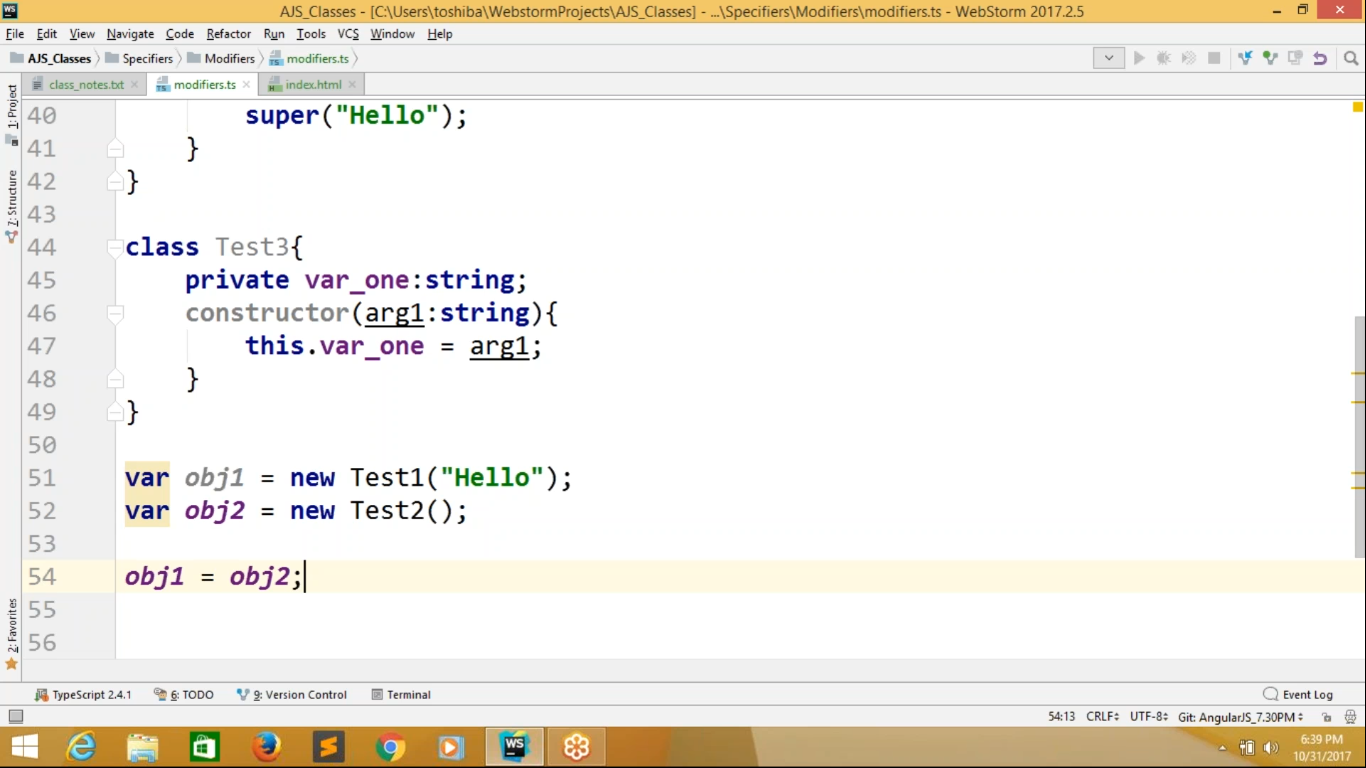 AJS_Classes - [C:\Users\toshiba\WebstormProjects\AJS_Classes] - ...\Specifiers\Modifiers\modifiers.ts - WebStorm 2017.2.5
File Edit View Navigate Code Refactor Run Tools VCS Window Help
AJS_Classes Specifiers Modifiers modifiers.ts
class_notes.txt modifiers.ts index.html
1: Project
7: Structure
2: Favorites
40 super("Hello");
41 }
42 }
43
44 class Test3{
45 private var_one:string;
46 constructor(arg1:string){
47 this.var_one = arg1;
48 }
49 }
50
51 var obj1 = new Test1("Hello");
52 var obj2 = new Test2();
53
54 obj1 = obj2;
55
56
TypeScript 2.4.1 6: TODO 9: Version Control Terminal Event Log
54:13 CRLF UTF-8 Git: AngularJS_7.30PM
WS
6:39 PM
10/31/2017